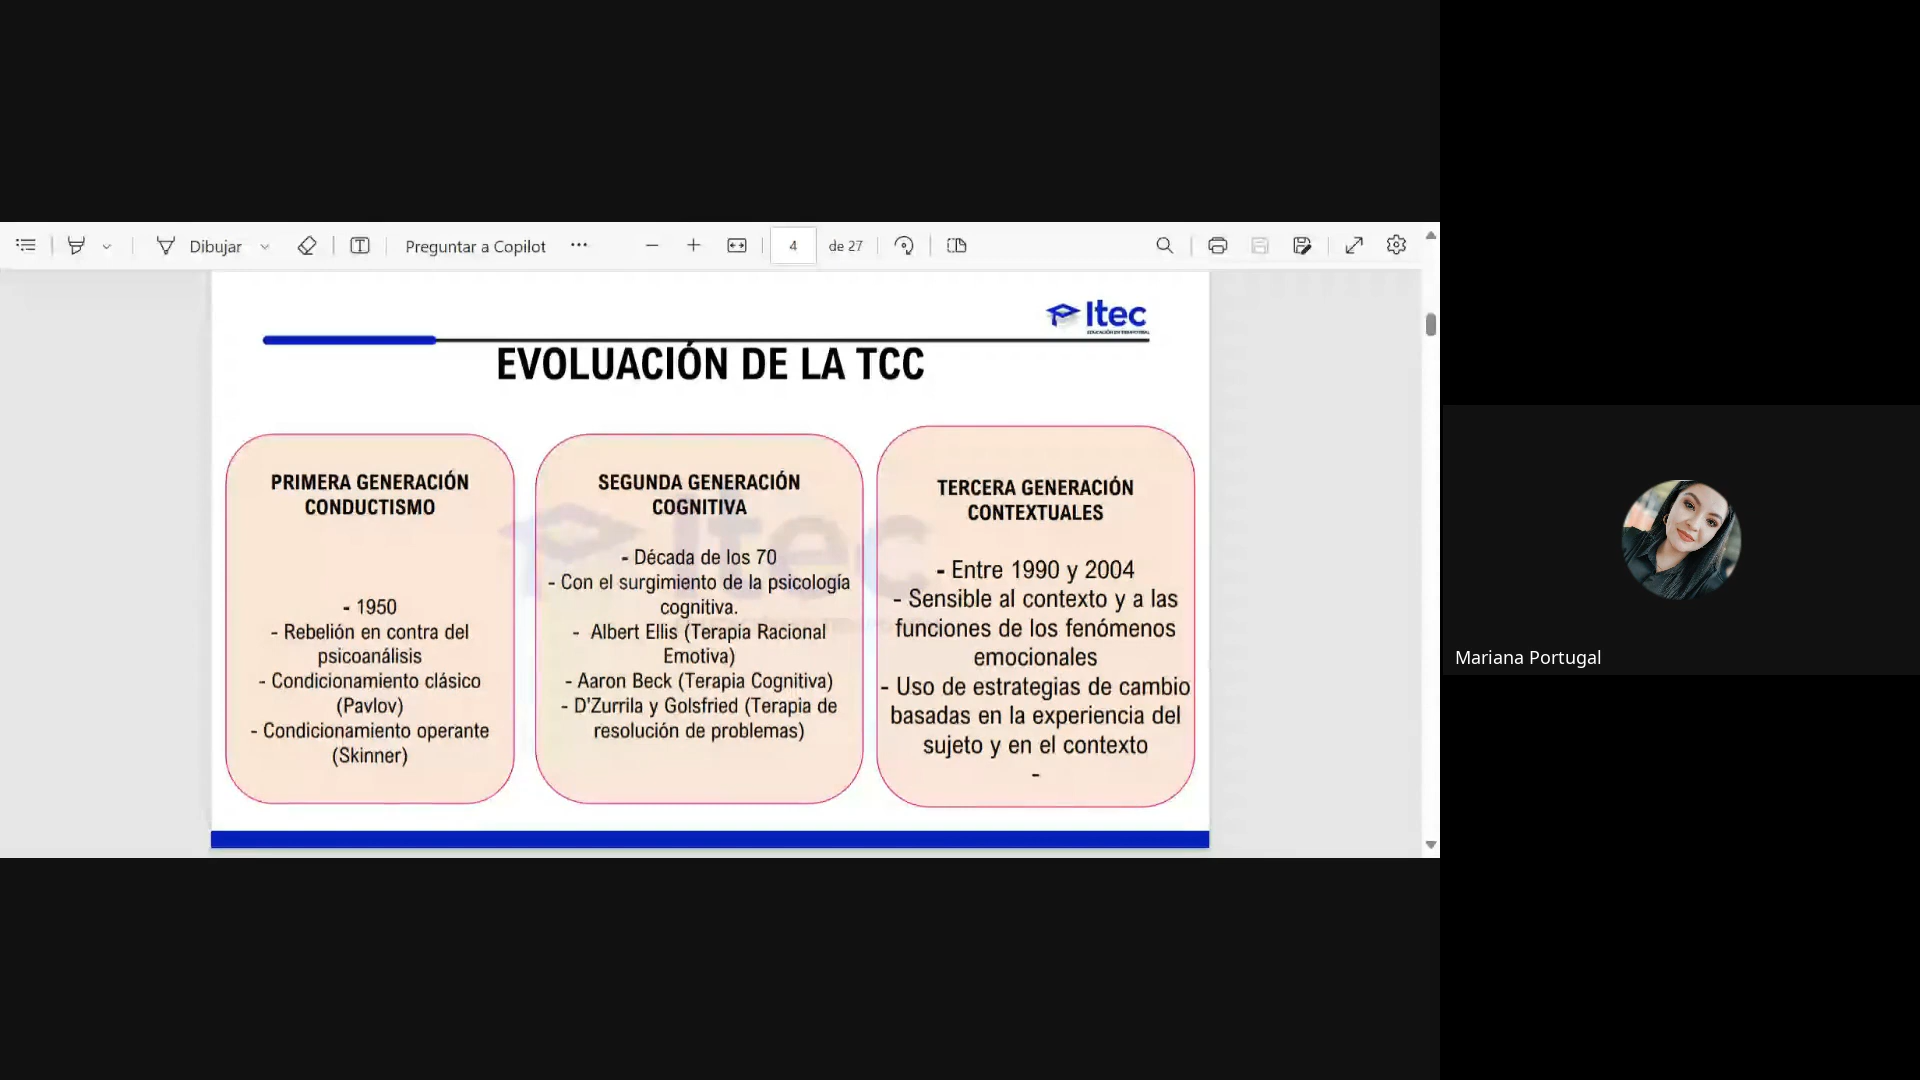 Dibujar
Preguntar a Copilot
4
de 27
Itec
EVOLUACIÓN DE LA TCC
PRIMERA GENERACIÓN
CONDUCTISMO
- 1950
- Rebelión en contra del
psicoanálisis
- Condicionamiento clásico
(Pavlov)
- Condicionamiento operante
(Skinner)
SEGUNDA GENERACIÓN
COGNITIVA
- Década de los 70
- Con el surgimiento de la psicología
cognitiva.
- Albert Ellis (Terapia Racional
Emotiva)
- Aaron Beck (Terapia Cognitiva)
- D'Zurrila y Golsfried (Terapia de
resolución de problemas)
TERCERA GENERACIÓN
CONTEXTUALES
- Entre 1990 y 2004
- Sensible al contexto y a las
funciones de los fenómenos
emocionales
- Uso de estrategias de cambio
basadas en la experiencia del
sujeto y en el contexto
-
Itec
Mariana Portugal